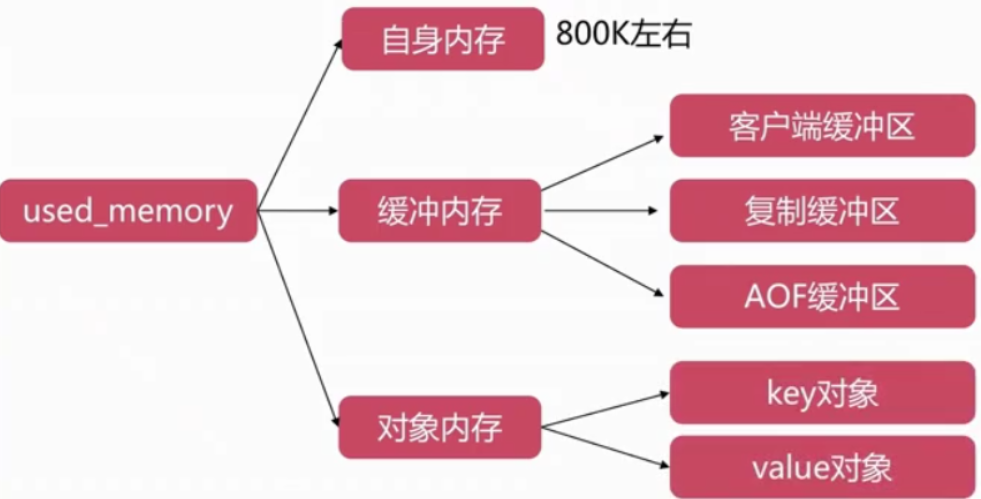 自身内存
800K左右
客户端缓冲区
used_memory
缓冲内存
复制缓冲区
AOF缓冲区
对象内存
key对象
value对象